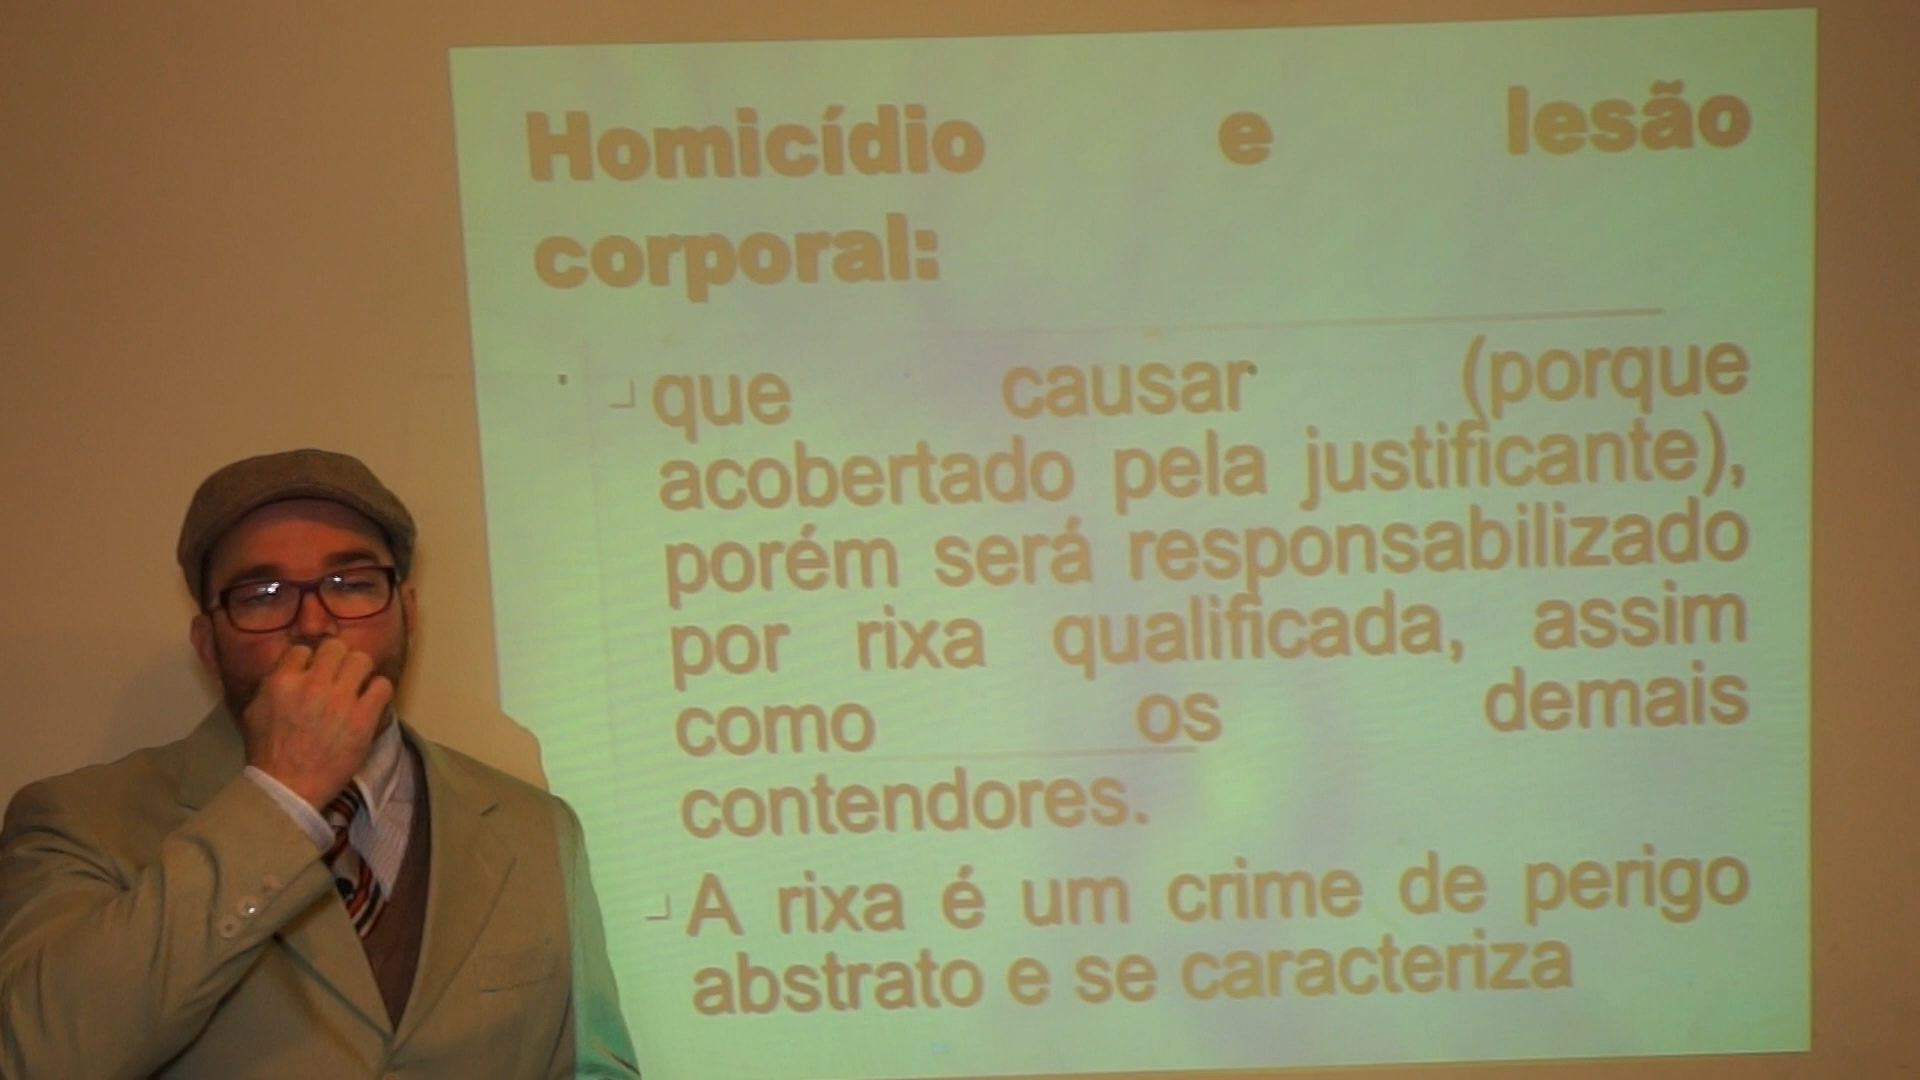 Homicídio e lesão
corporal:
que causar (porque
acobertado pela justificante),
porém será responsabilizado
por rixa qualificada, assim
como os demais
contendores.
A rixa é um crime de perigo
abstrato e se caracteriza